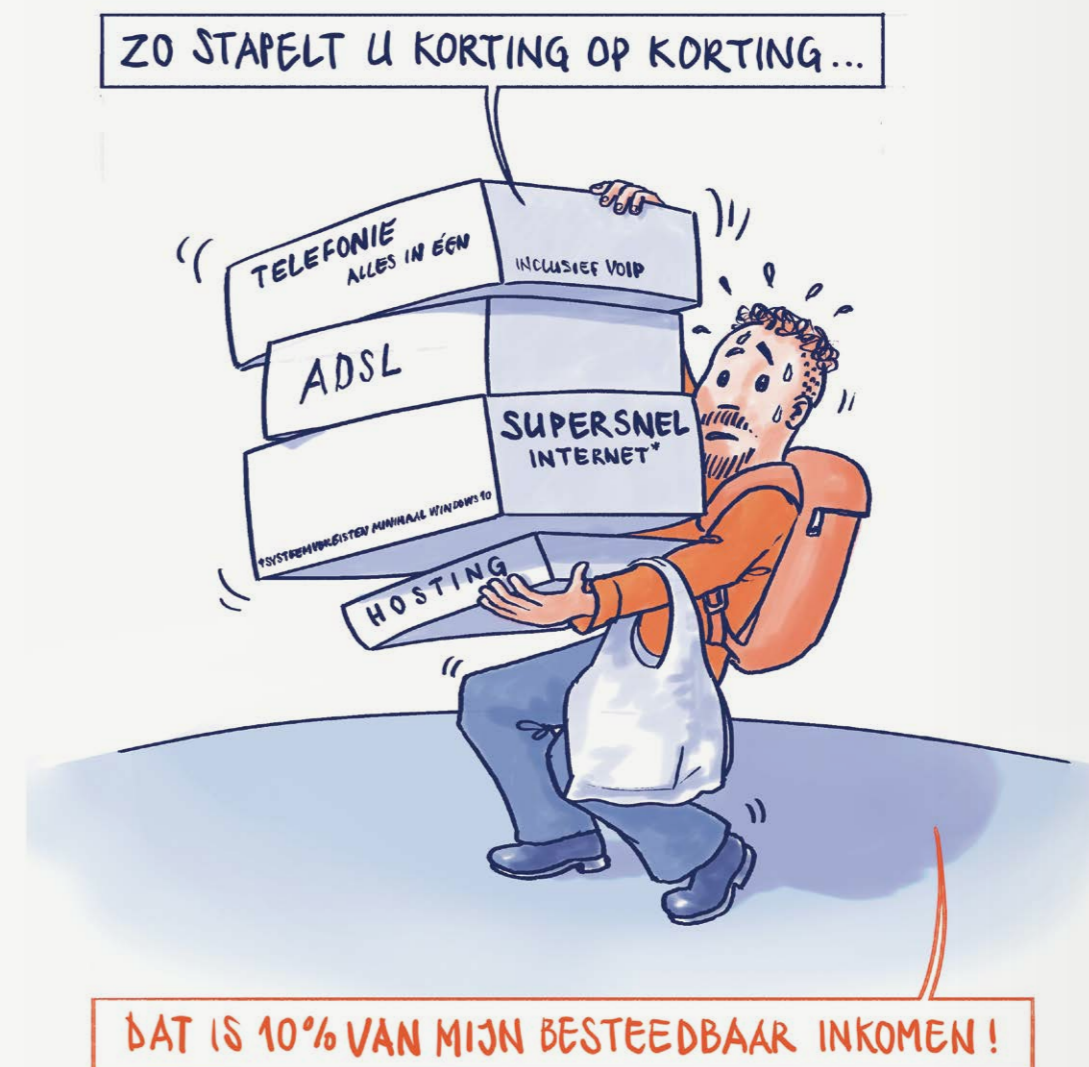 ZO STAPELT U KORTING OP KORTING...
TELEFONIE
ALLES IN ÉÉN
INCLUSIEF VOIP
ADSL
SUPERSNEL
INTERNET*
*SYSTEEMVEREISTEN MINIMAAL WINDOWS 10
HOSTING
DAT IS 10% VAN MIJN BESTEEDBAAR INKOMEN!